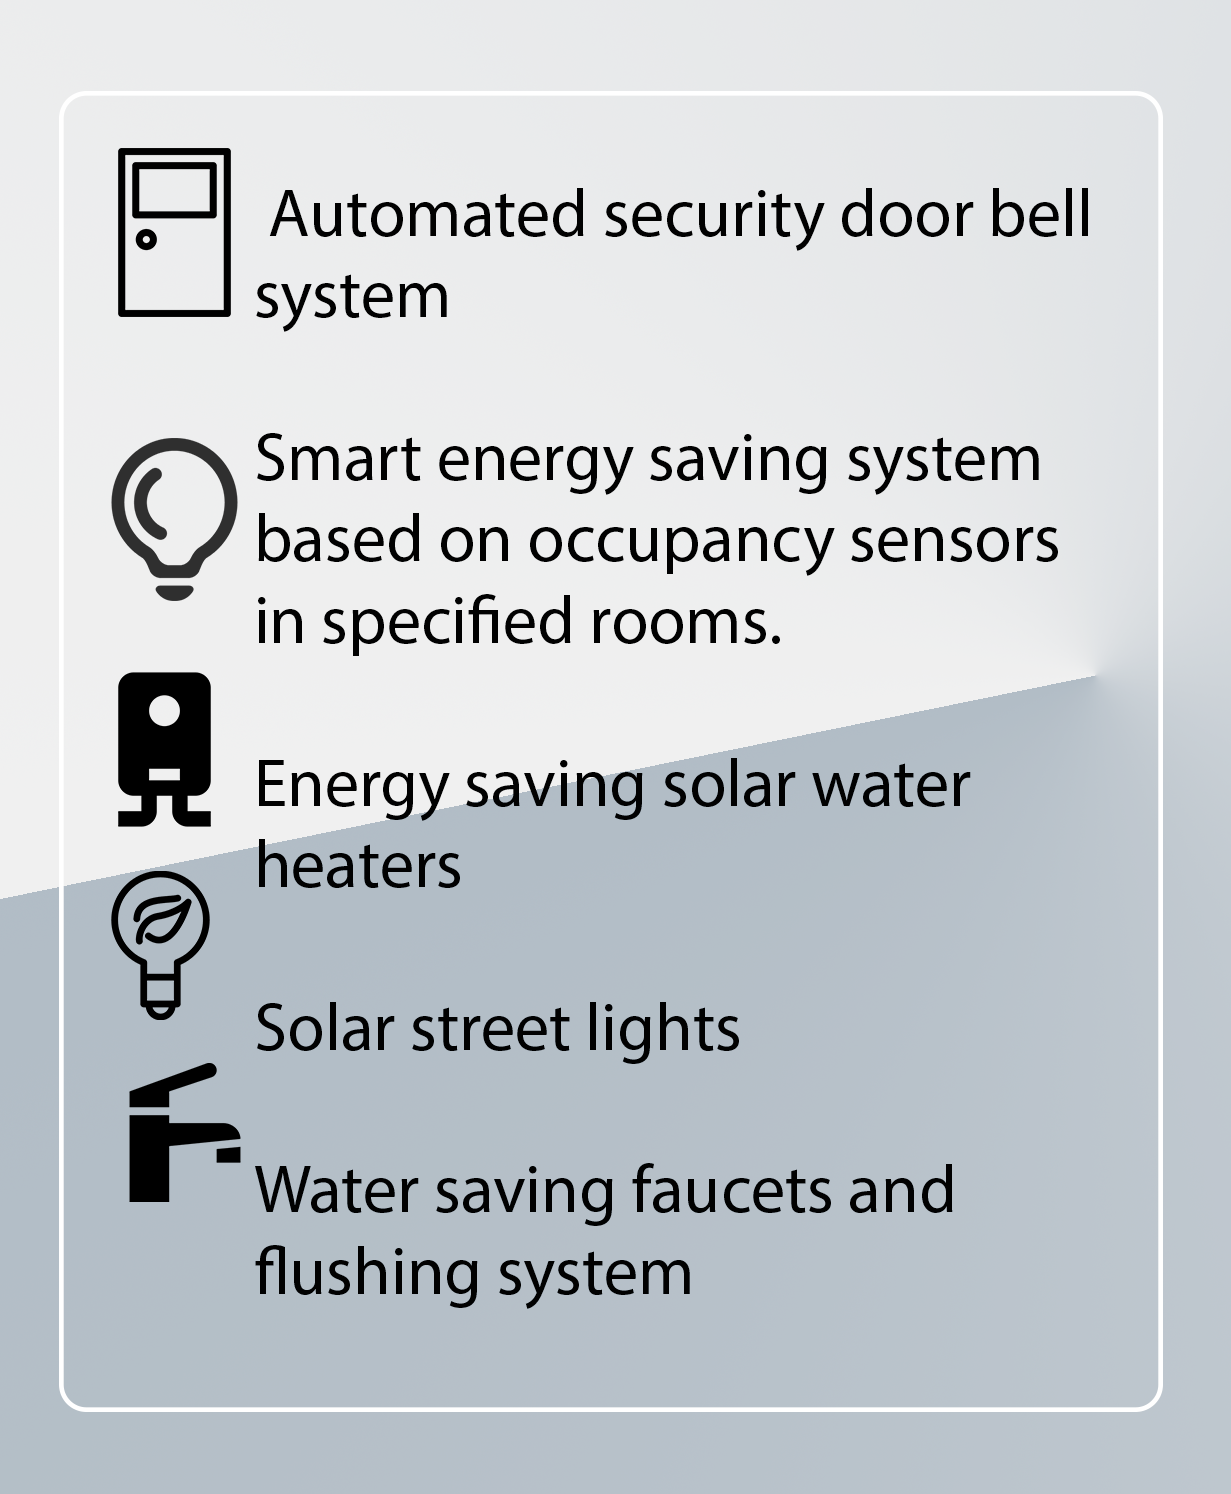 Automated security door bell
system
Smart energy saving system
based on occupancy sensors
in specified rooms.
Energy saving solar water
heaters
Solar street lights
Water saving faucets and
flushing system